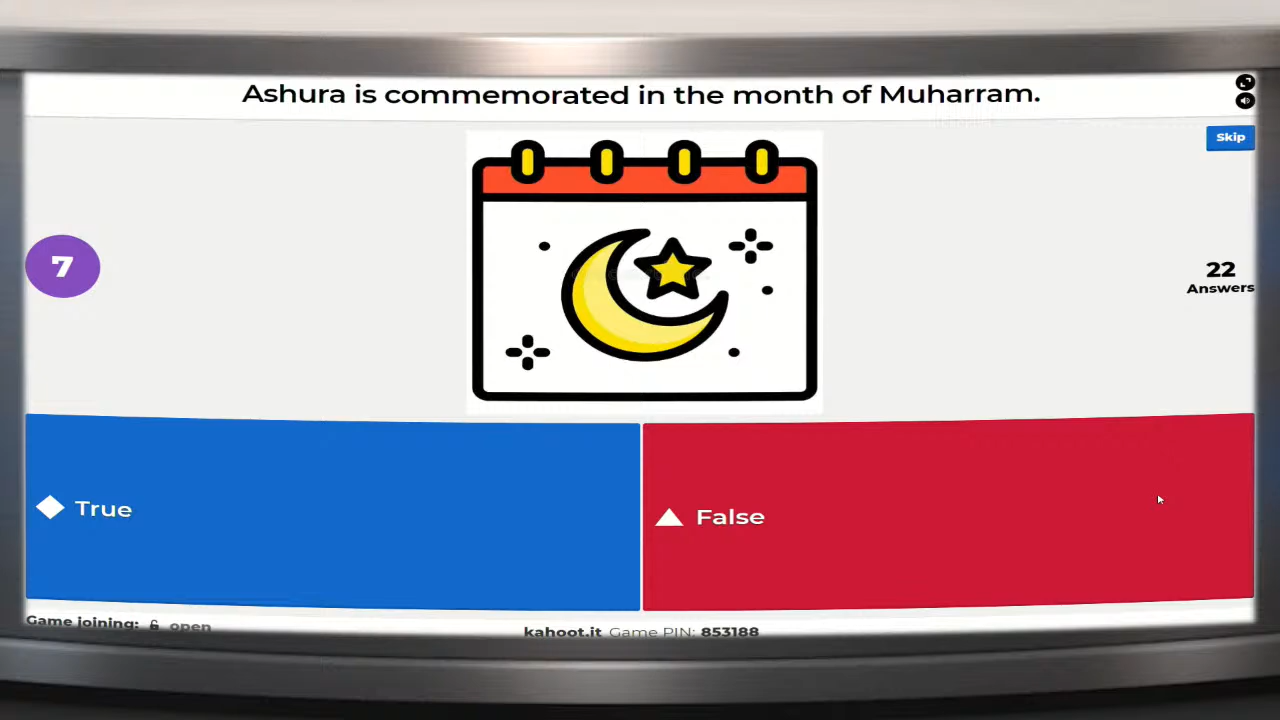 Ashura is commemorated in the month of Muharram.
Skip
7
22
Answers
True
False
Game joining: open
kahoot.it Game PIN: 853188